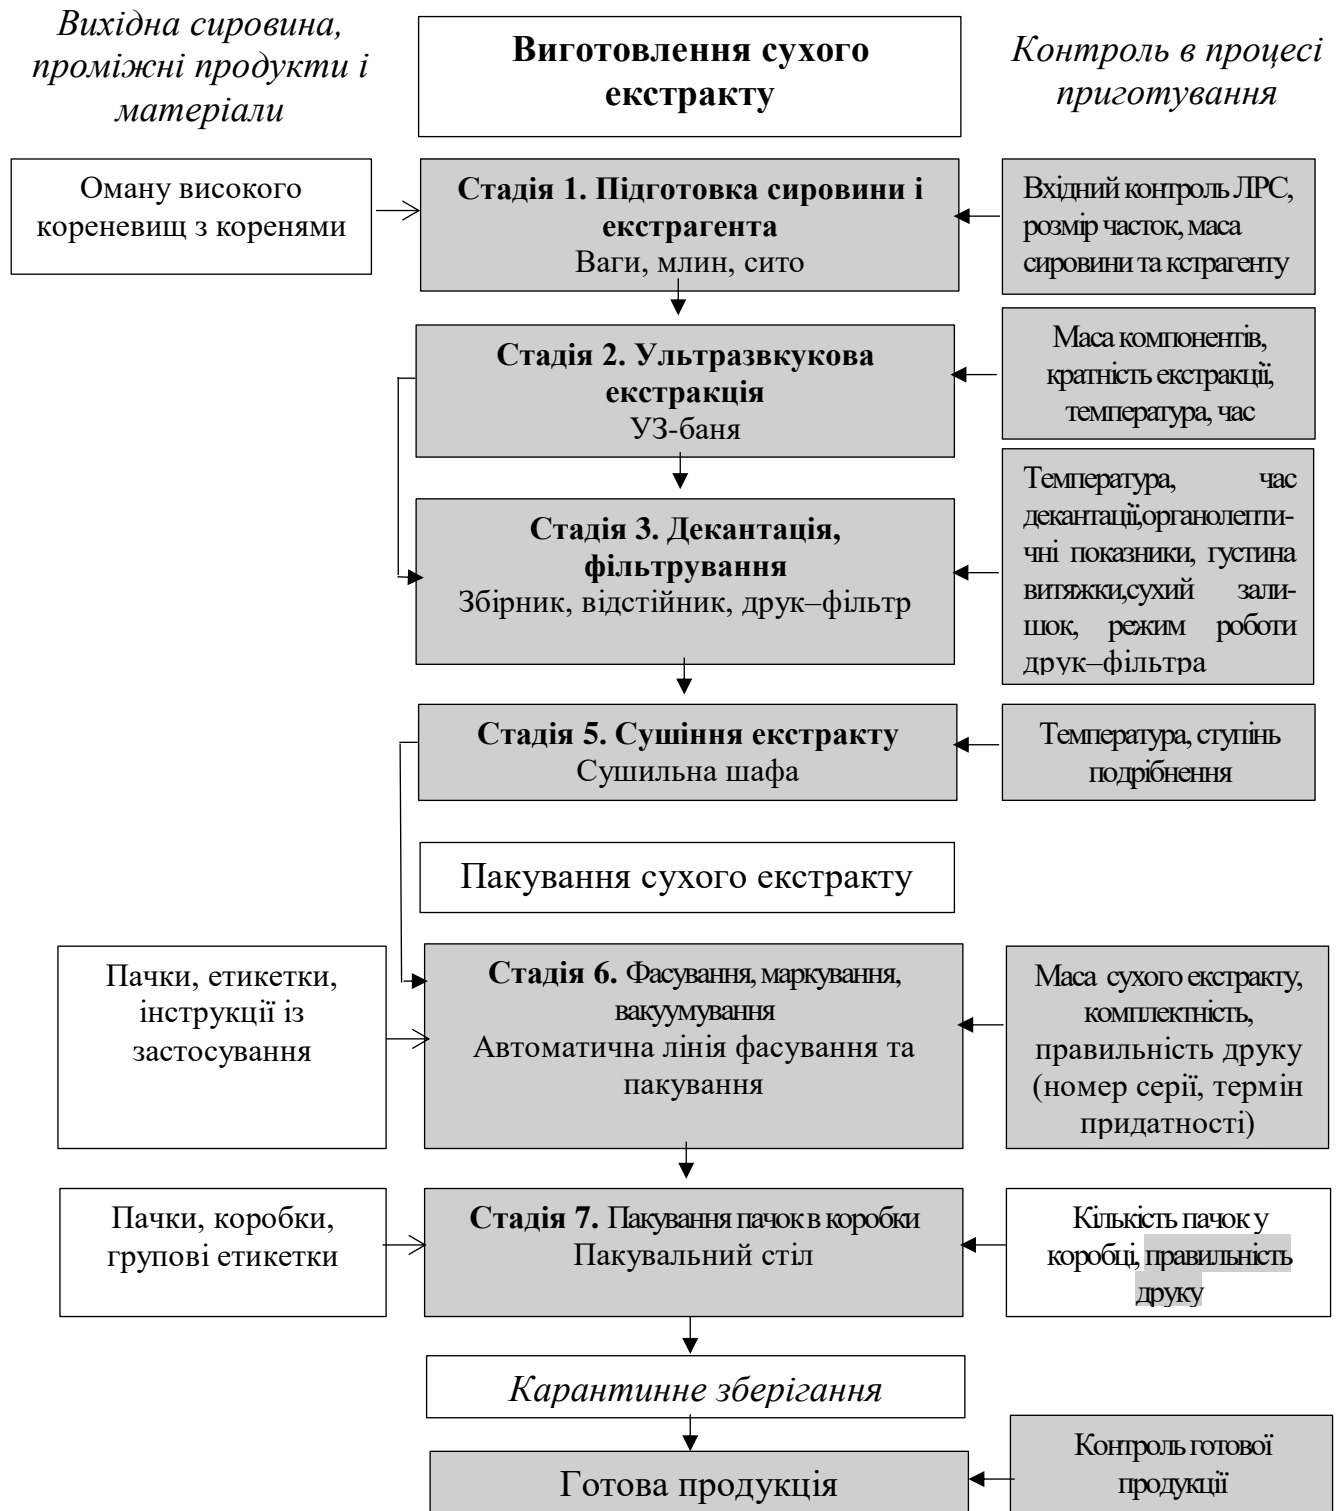 Вихідна сировина,
проміжні продукти і
матеріали
Виготовлення сухого
екстракту
Контроль в процесі
приготування
Оману високого
кореневищ з коренями
Стадія 1. Підготовка сировини і
екстрагента
Ваги, млин, сито
Вхідний контроль ЛРС,
розмір часток, маса
сировини та кстрагенту
Стадія 2. Ультразвкукова
екстракція
УЗ-баня
Маса компонентів,
кратність екстракції,
температура, час
Стадія 3. Декантація,
фільтрування
Збірник, відстійник, друк–фільтр
Температура, час
декантації,органолепти-
чні показники, густина
витяжки,сухий зали-
шок, режим роботи
друк–фільтра
Стадія 5. Сушіння екстракту
Сушильна шафа
Температура, ступінь
подрібнення
Пакування сухого екстракту
Пачки, етикетки,
інструкції із
застосування
Стадія 6. Фасування, маркування,
вакуумування
Автоматична лінія фасування та
пакування
Маса сухого екстракту,
комплектність,
правильність друку
(номер серії, термін
придатності)
Пачки, коробки,
групові етикетки
Стадія 7. Пакування пачок в коробки
Пакувальний стіл
Кількість пачок у
коробці, правильність
друку
Карантинне зберігання
Готова продукція
Контроль готової
продукції